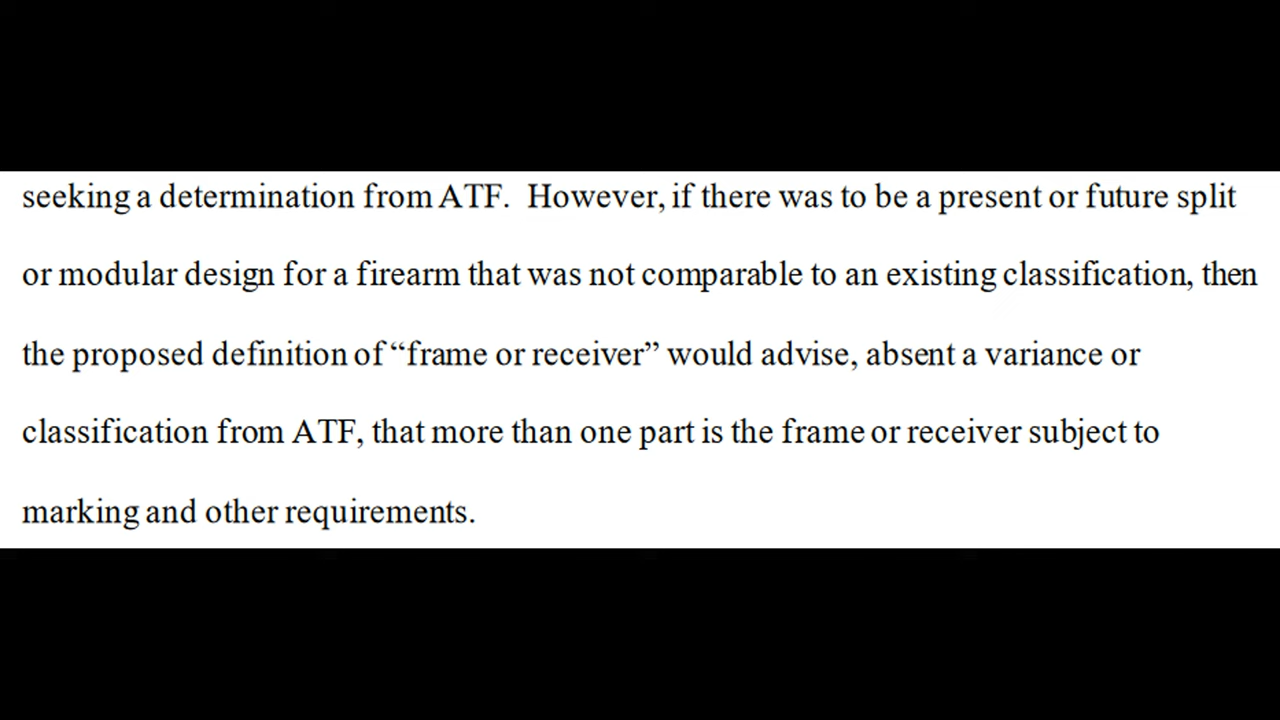 seeking a determination from ATF.  However, if there was to be a present or future split
or modular design for a firearm that was not comparable to an existing classification, then
the proposed definition of “frame or receiver” would advise, absent a variance or
classification from ATF, that more than one part is the frame or receiver subject to
marking and other requirements.